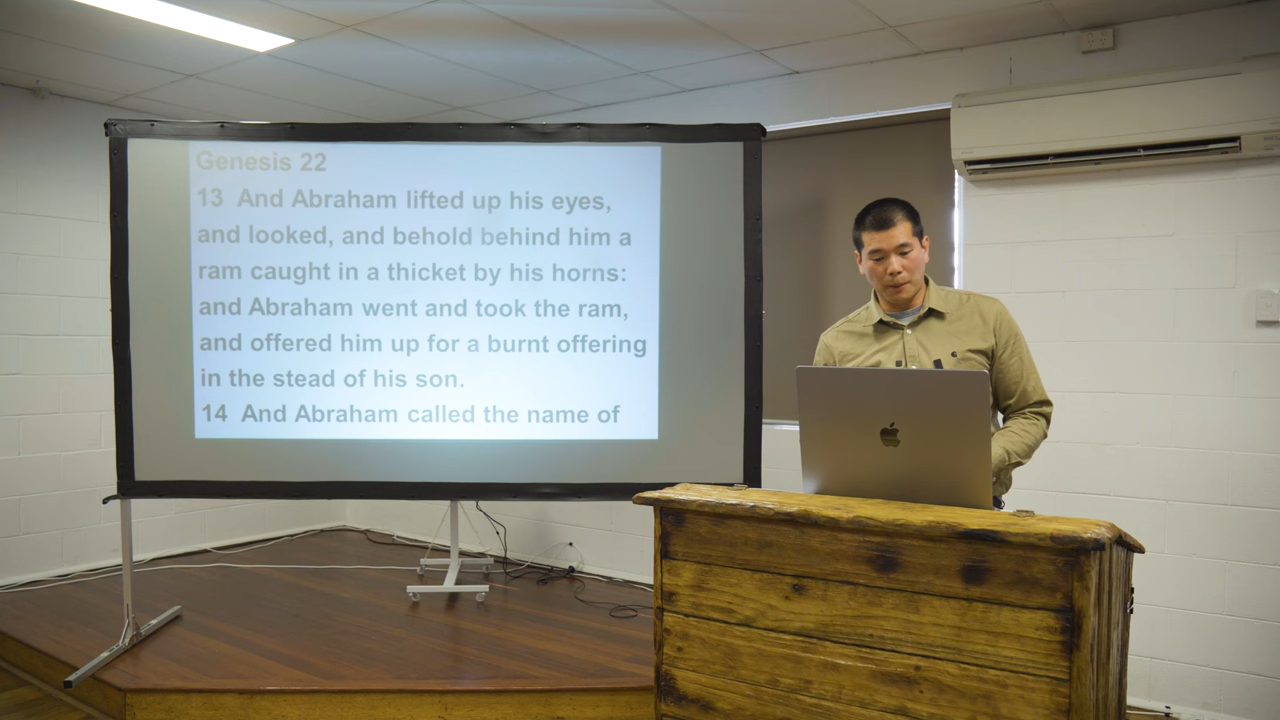 Genesis 22
13 And Abraham lifted up his eyes,
and looked, and behold behind him a
ram caught in a thicket by his horns:
and Abraham went and took the ram,
and offered him up for a burnt offering
in the stead of his son.
14 And Abraham called the name of